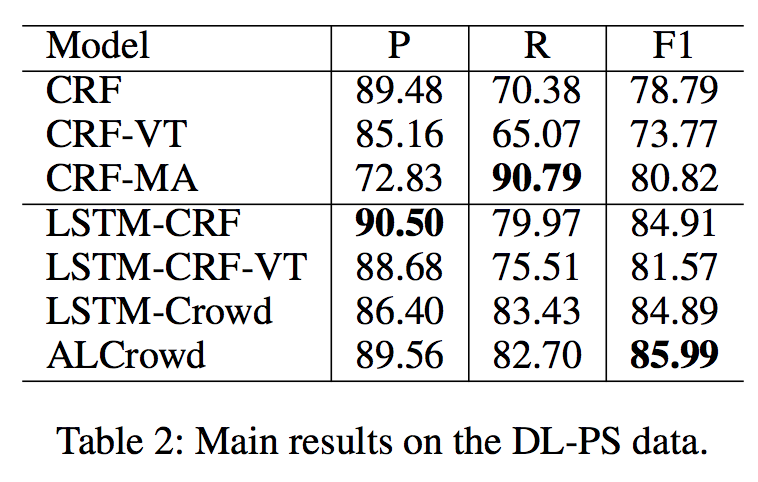 Model P R F1
CRF 89.48 70.38 78.79
CRF-VT 85.16 65.07 73.77
CRF-MA 72.83 90.79 80.82
LSTM-CRF 90.50 79.97 84.91
LSTM-CRF-VT 88.68 75.51 81.57
LSTM-Crowd 86.40 83.43 84.89
ALCrowd 89.56 82.70 85.99
Table 2: Main results on the DL-PS data.